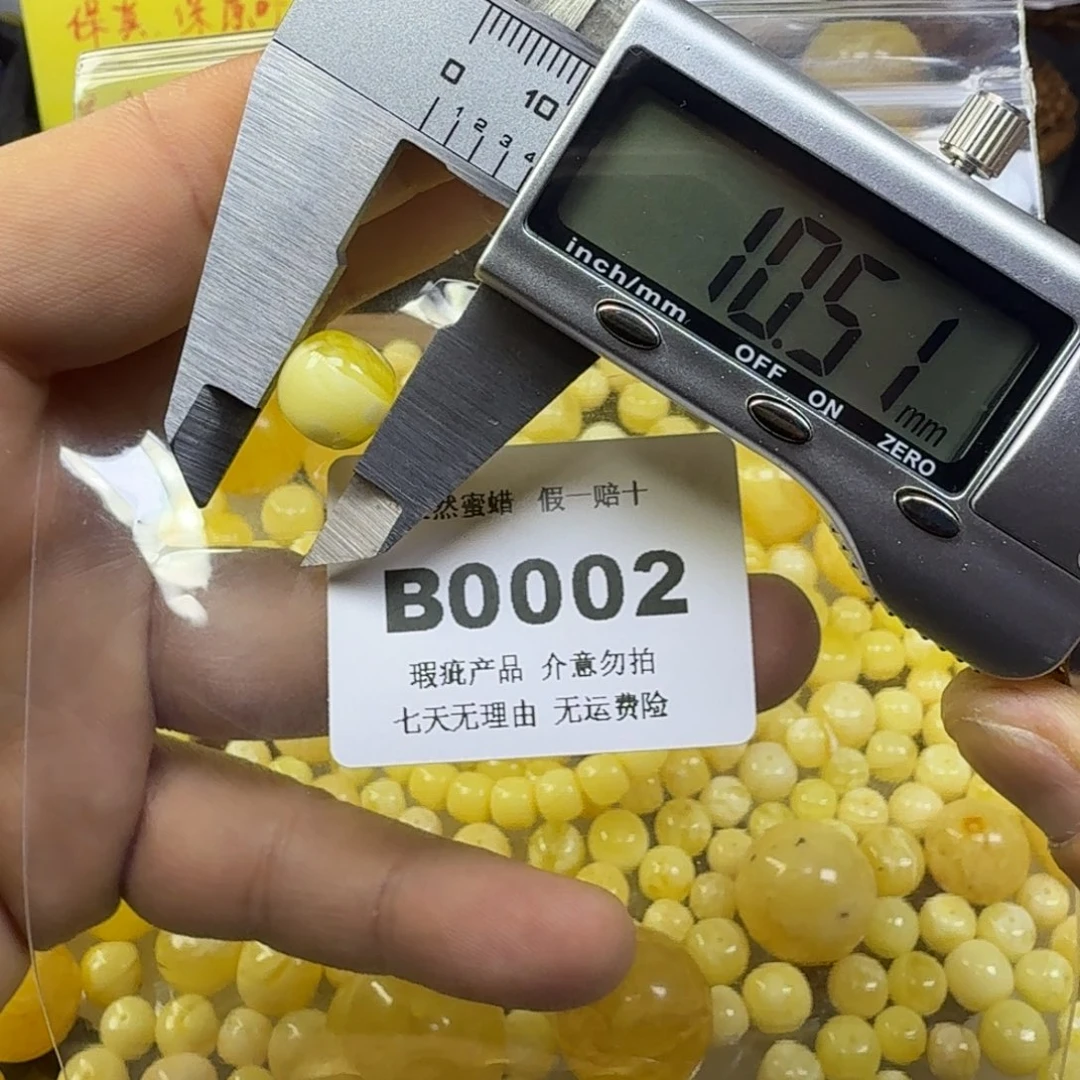 保真 保原
0
10
1 2 3 4
10.51 mm
inch/mm
OFF
ON
ZERO
然蜜蜡 假一赔十
B0002
瑕疵产品 介意勿拍
七天无理由 无运费险